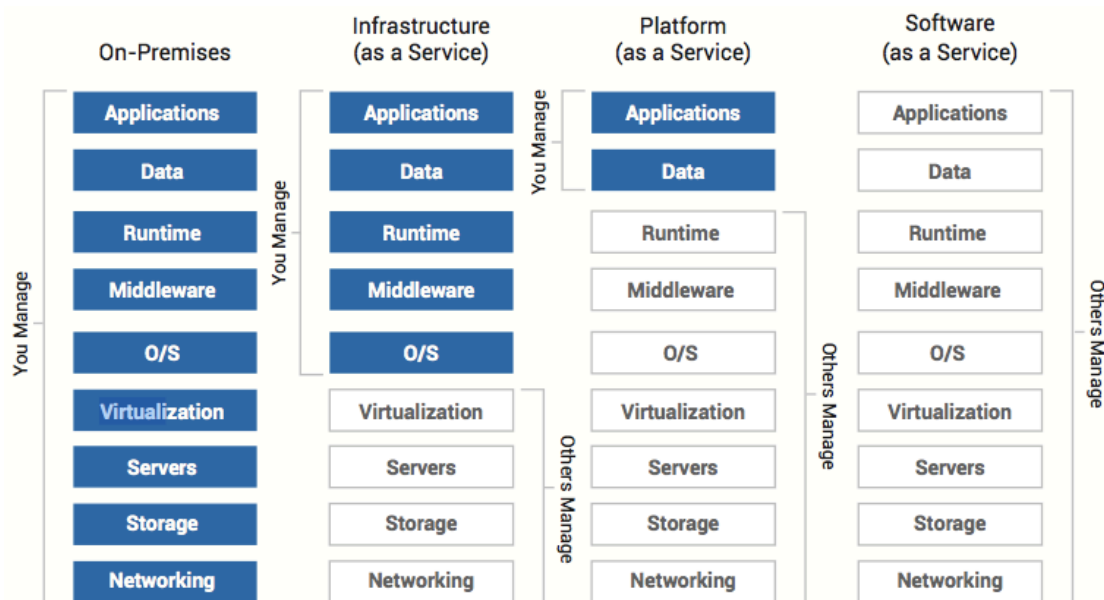 On-Premises
Infrastructure
(as a Service)
Platform
(as a Service)
Software
(as a Service)
You Manage
Applications
Data
Runtime
Middleware
O/S
Virtualization
Servers
Storage
Networking
You Manage
Applications
Data
Runtime
Middleware
O/S
Virtualization
Servers
Storage
Networking
Others Manage
You Manage
Applications
Data
Runtime
Middleware
O/S
Virtualization
Servers
Storage
Networking
Others Manage
Applications
Data
Runtime
Middleware
O/S
Virtualization
Servers
Storage
Networking
Others Manage